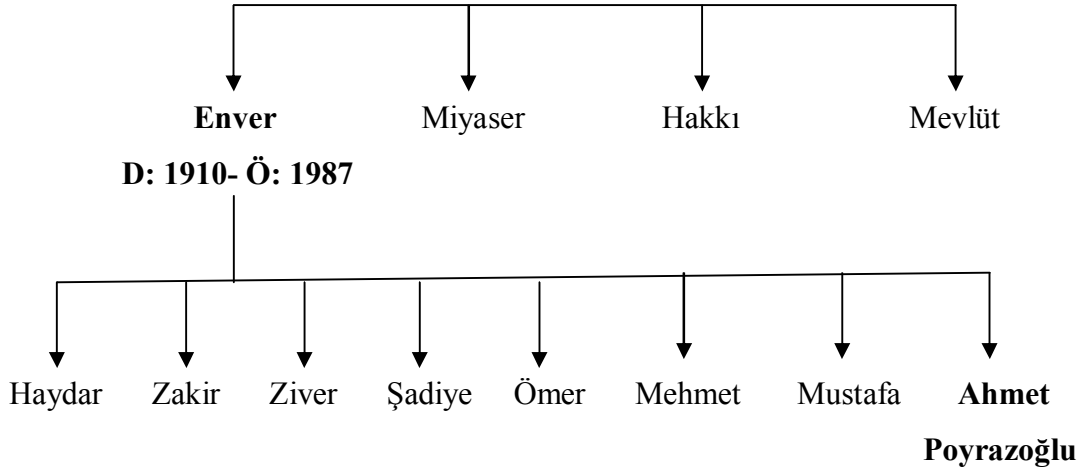 Enver Miyaser Hakkı Mevlüt
D: 1910- Ö: 1987
Haydar Zakir Ziver Şadiye Ömer Mehmet Mustafa Ahmet
Poyrazoğlu